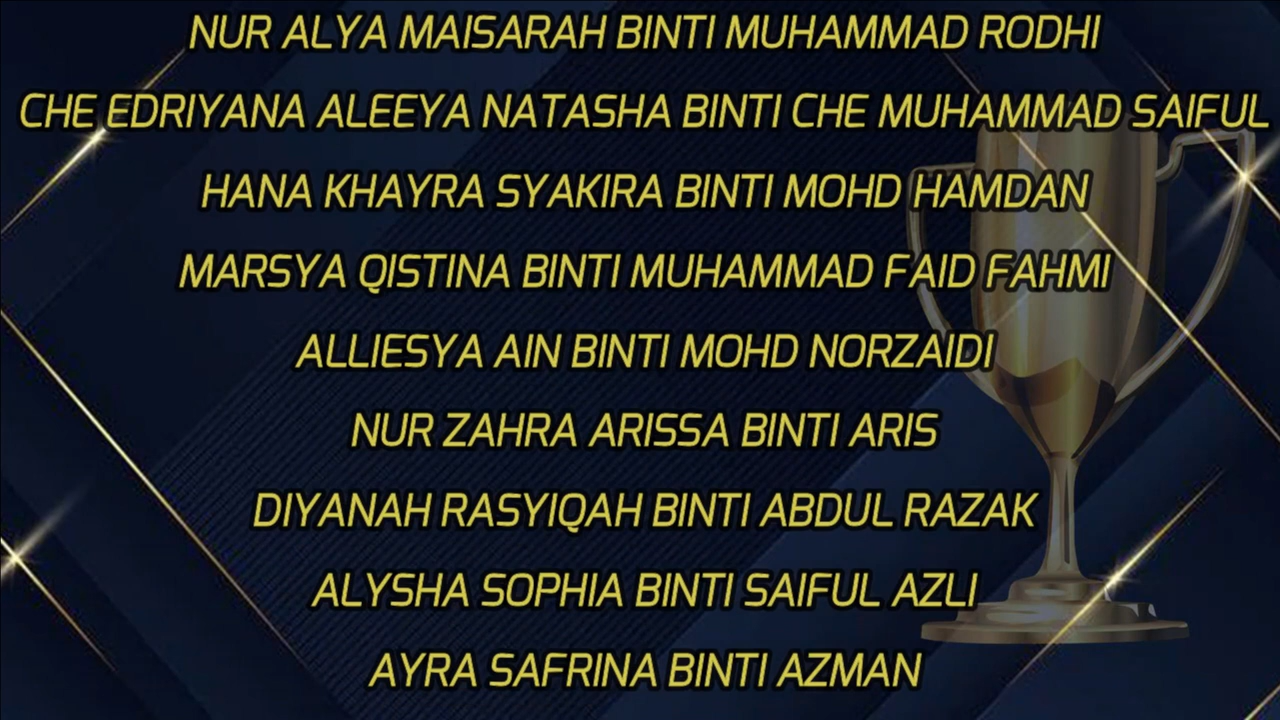 NUR ALYA MAISARAH BINTI MUHAMMAD RODHI
CHE EDRIYANA ALEEYA NATASHA BINTI CHE MUHAMMAD SAIFUL
HANA KHAYRA SYAKIRA BINTI MOHD HAMDAN
MARSYA QISTINA BINTI MUHAMMAD FAID FAHMI
ALLIESYA AIN BINTI MOHD NORZAIDI
NUR ZAHRA ARISSA BINTI ARIS
DIYANAH RASYIQAH BINTI ABDUL RAZAK
ALYSHA SOPHIA BINTI SAIFUL AZLI
AYRA SAFRINA BINTI AZMAN